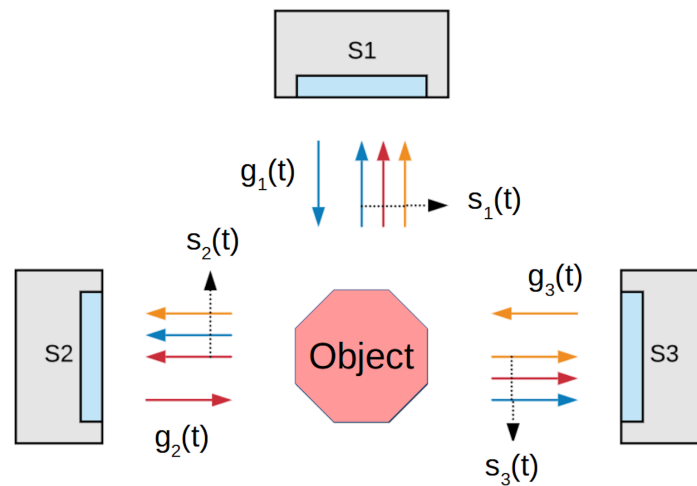 S1
g₁(t)
s₁(t)
s₂(t)
g₃(t)
S2
Object
S3
g₂(t)
s₃(t)